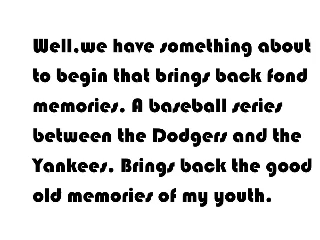 Well,we have something about
to begin that brings back fond
memories. A baseball series
between the Dodgers and the
Yankees. Brings back the good
old memories of my youth.